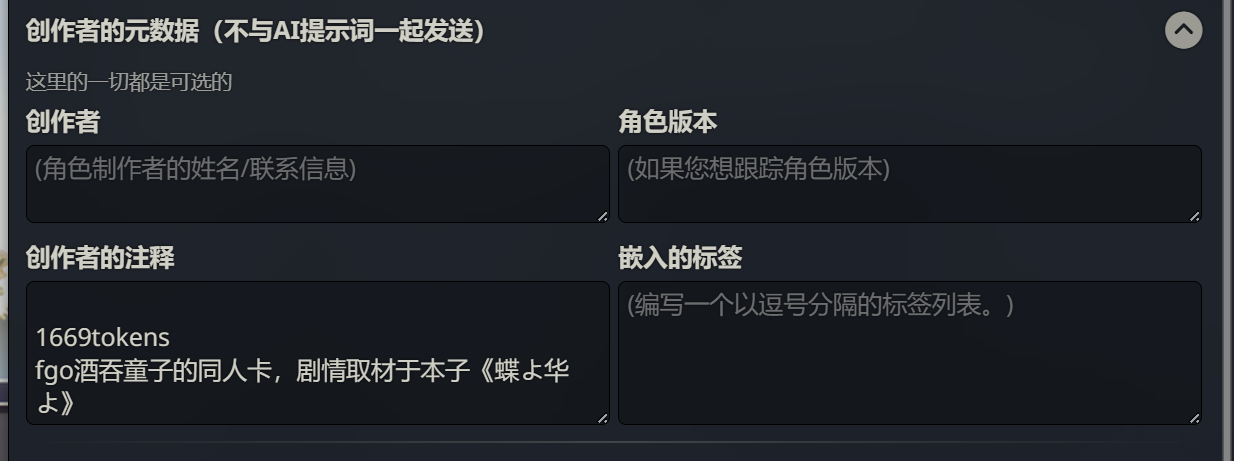 创作者的元数据（不与AI提示词一起发送）
这里的一切都是可选的
创作者
角色版本
(角色制作者的姓名/联系信息)
(如果您想跟踪角色版本)
创作者的注释
嵌入的标签
(编写一个以逗号分隔的标签列表。)
1669tokens
fgo酒吞童子的同人卡，剧情取材于本子《蝶よ华
よ》